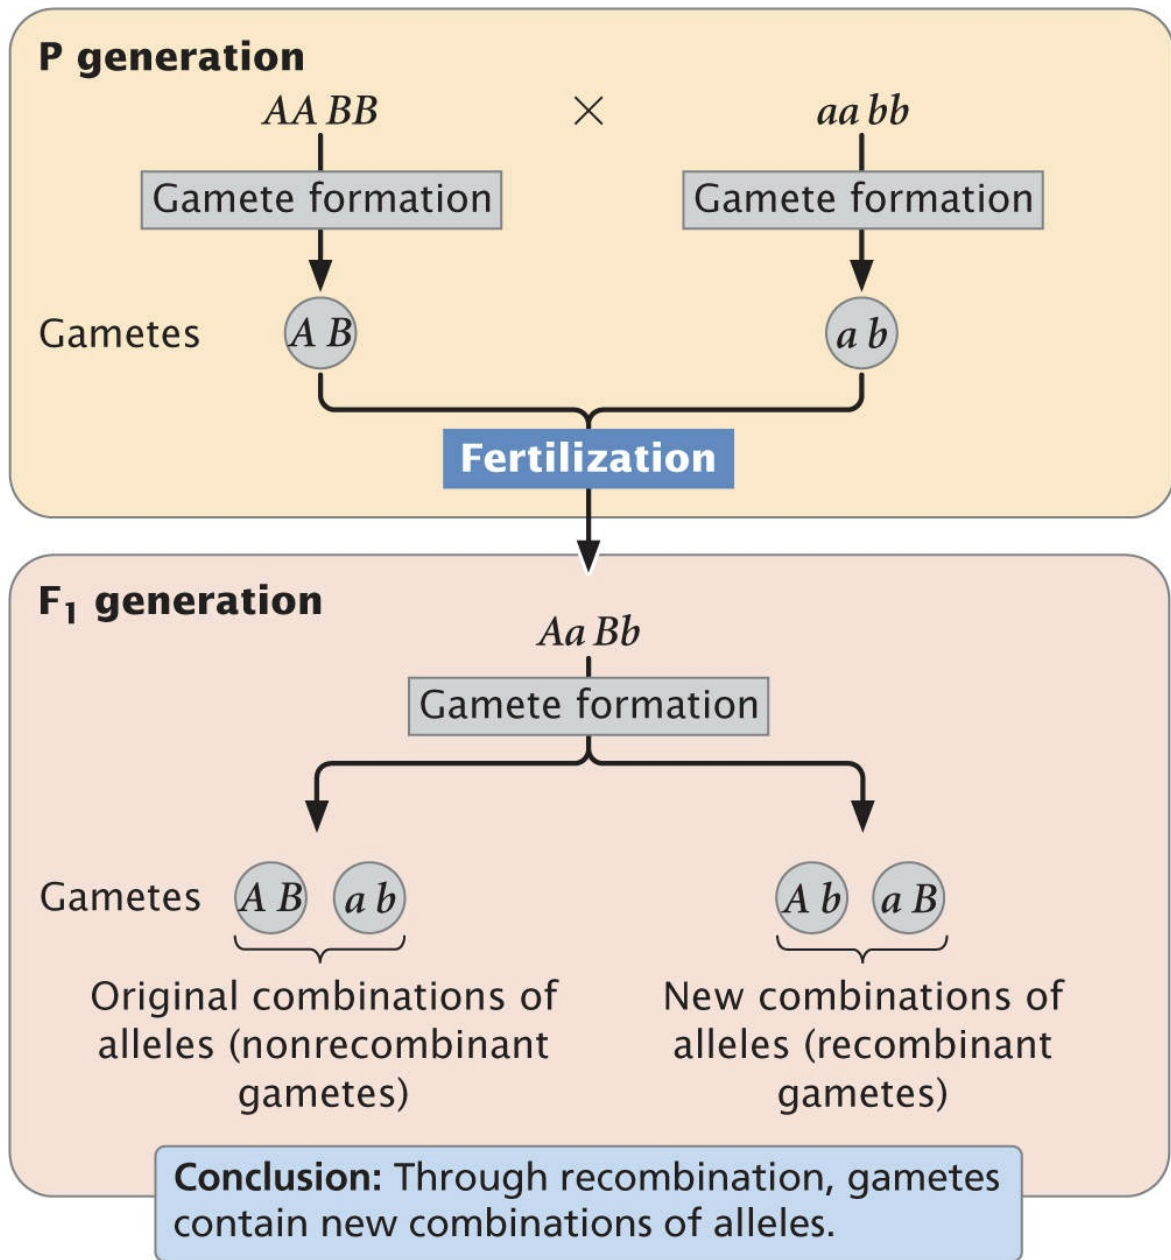 P generation
AA BB × aa bb
Gamete formation Gamete formation
Gametes A B a b
Fertilization
F1 generation
Aa Bb
Gamete formation
Gametes A B a b A b a B
Original combinations of New combinations of
alleles (nonrecombinant alleles (recombinant
gametes) gametes)
Conclusion: Through recombination, gametes
contain new combinations of alleles.